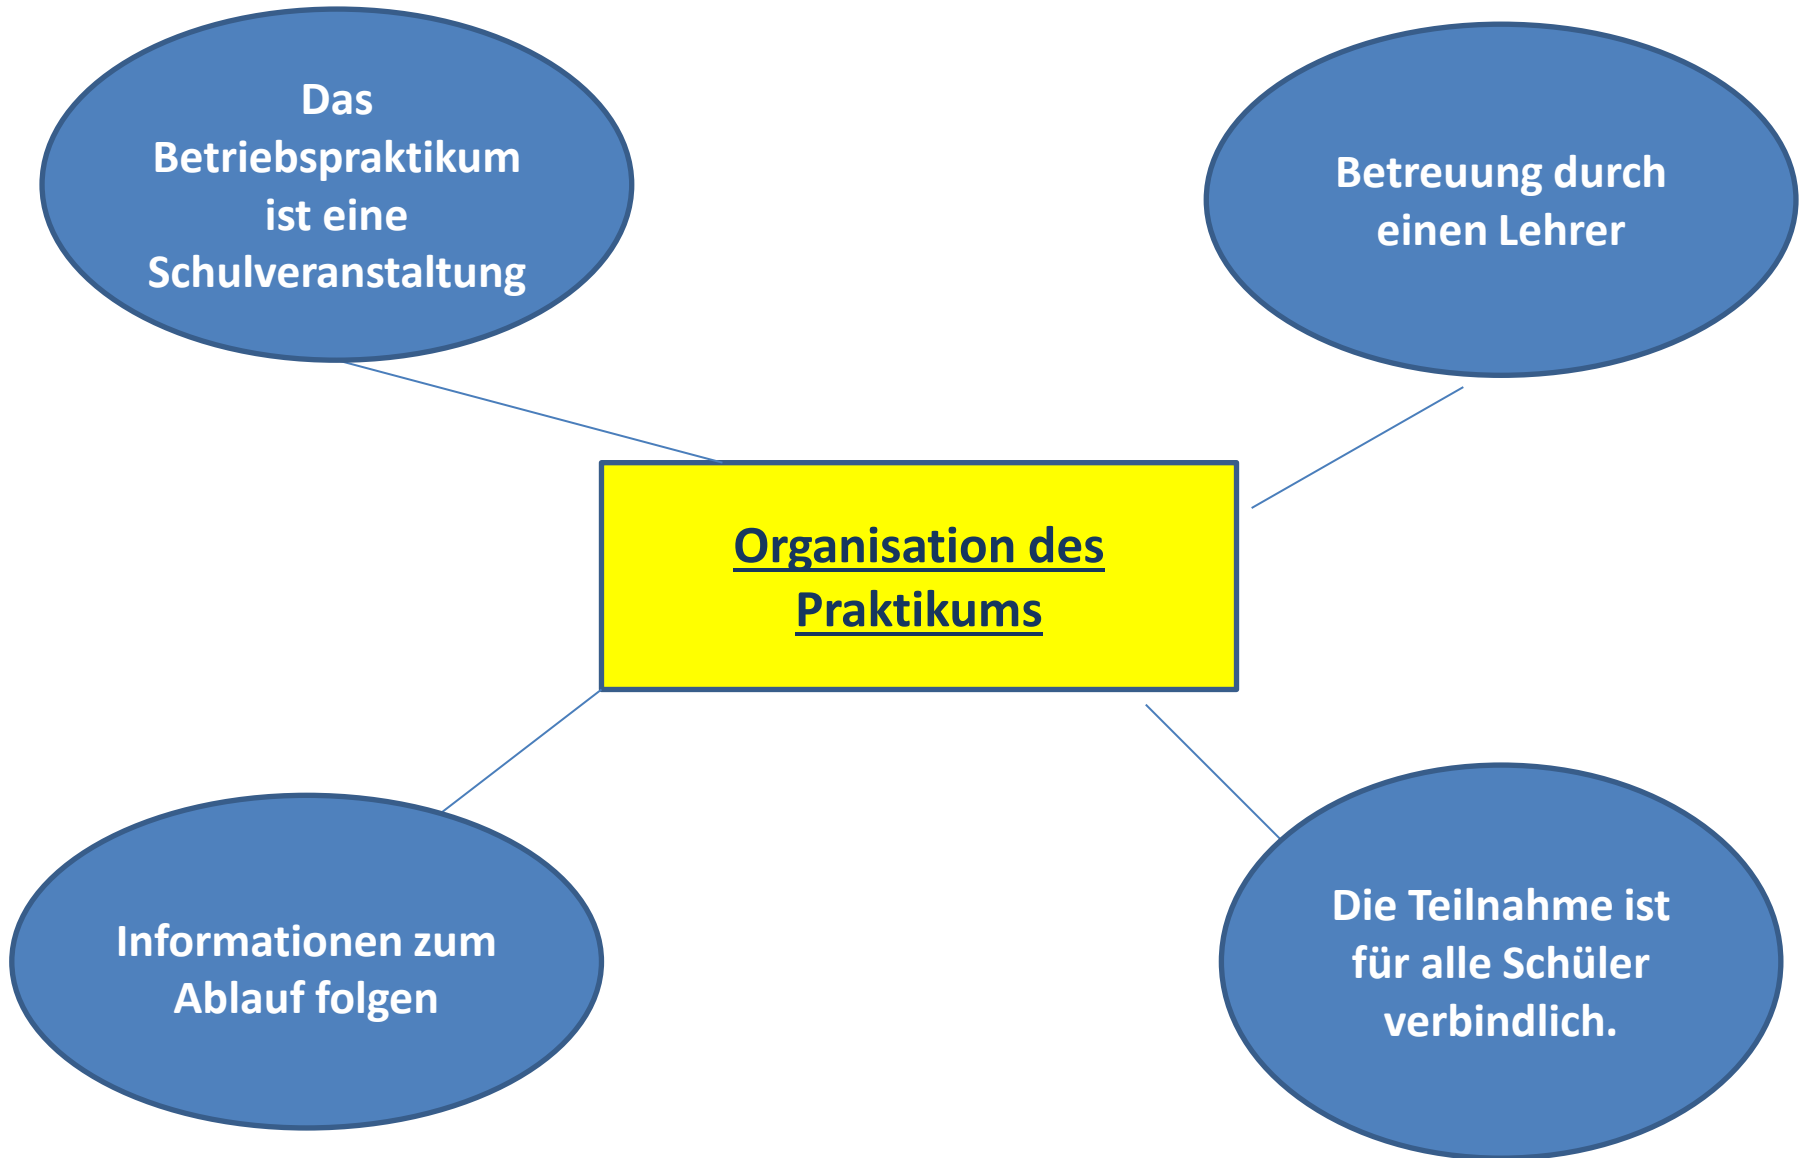 Das
Betriebspraktikum
ist eine
Schulveranstaltung
Betreuung durch
einen Lehrer
Organisation des
Praktikums
Informationen zum
Ablauf folgen
Die Teilnahme ist
für alle Schüler
verbindlich.